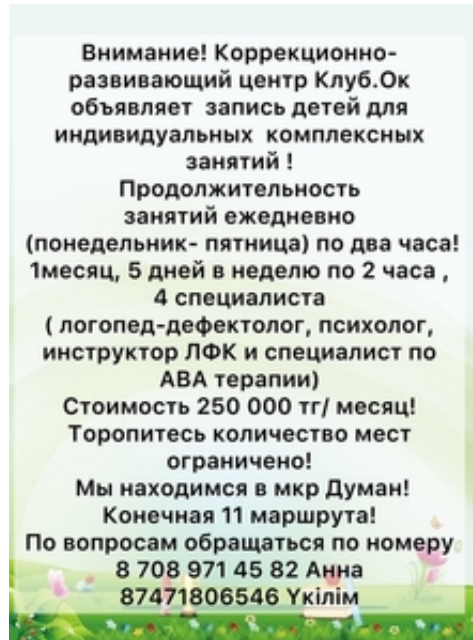 Внимание! Коррекционно-
развивающий центр Клуб.Ок
объявляет запись детей для
индивидуальных комплексных
занятий !
Продолжительность
занятий ежедневно
(понедельник- пятница) по два часа!
1месяц, 5 дней в неделю по 2 часа ,
4 специалиста
( логопед-дефектолог, психолог,
инструктор ЛФК и специалист по
АВА терапии)
Стоимость 250 000 тг/ месяц!
Торопитесь количество мест
ограничено!
Мы находимся в мкр Думан!
Конечная 11 маршрута!
По вопросам обращаться по номеру
8 708 971 45 82 Анна
87471806546 Үкілім